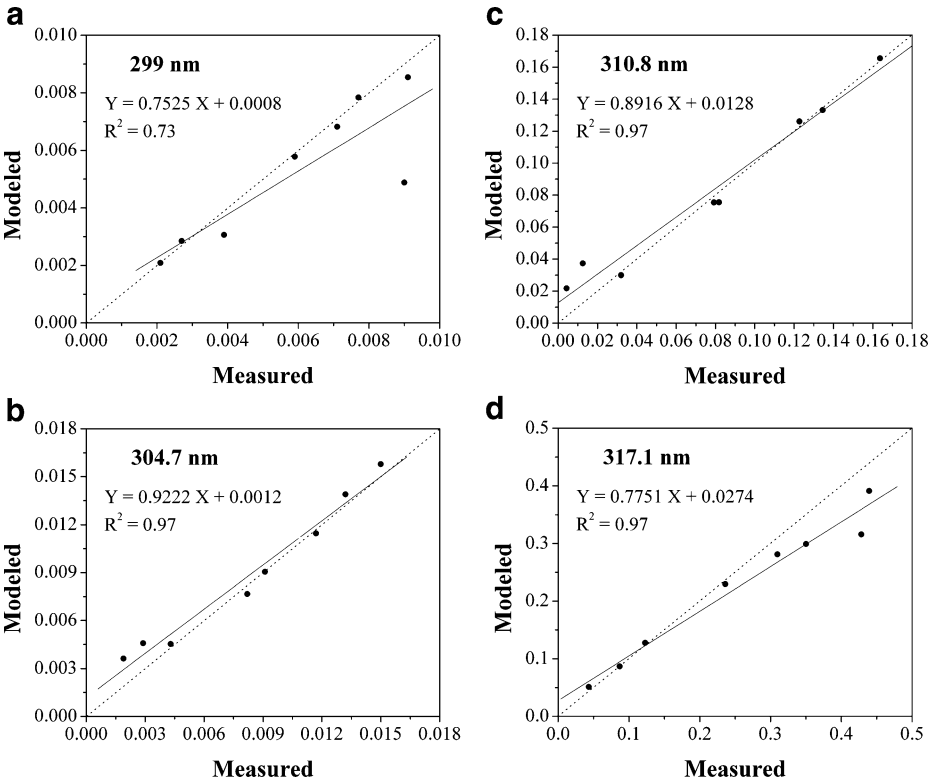 a
299 nm
Y = 0.7525 X + 0.0008
R² = 0.73
0.010
0.008
0.006
0.004
0.002
0.000
Modeled
0.000 0.002 0.004 0.006 0.008 0.010
Measured
c
310.8 nm
Y = 0.8916 X + 0.0128
R² = 0.97
0.18
0.16
0.14
0.12
0.10
0.08
0.06
0.04
0.02
0.00
Modeled
0.00 0.02 0.04 0.06 0.08 0.10 0.12 0.14 0.16 0.18
Measured
b
304.7 nm
Y = 0.9222 X + 0.0012
R² = 0.97
0.018
0.015
0.012
0.009
0.006
0.003
0.000
Modeled
0.000 0.003 0.006 0.009 0.012 0.015 0.018
Measured
d
317.1 nm
Y = 0.7751 X + 0.0274
R² = 0.97
0.5
0.4
0.3
0.2
0.1
0.0
Modeled
0.0 0.1 0.2 0.3 0.4 0.5
Measured